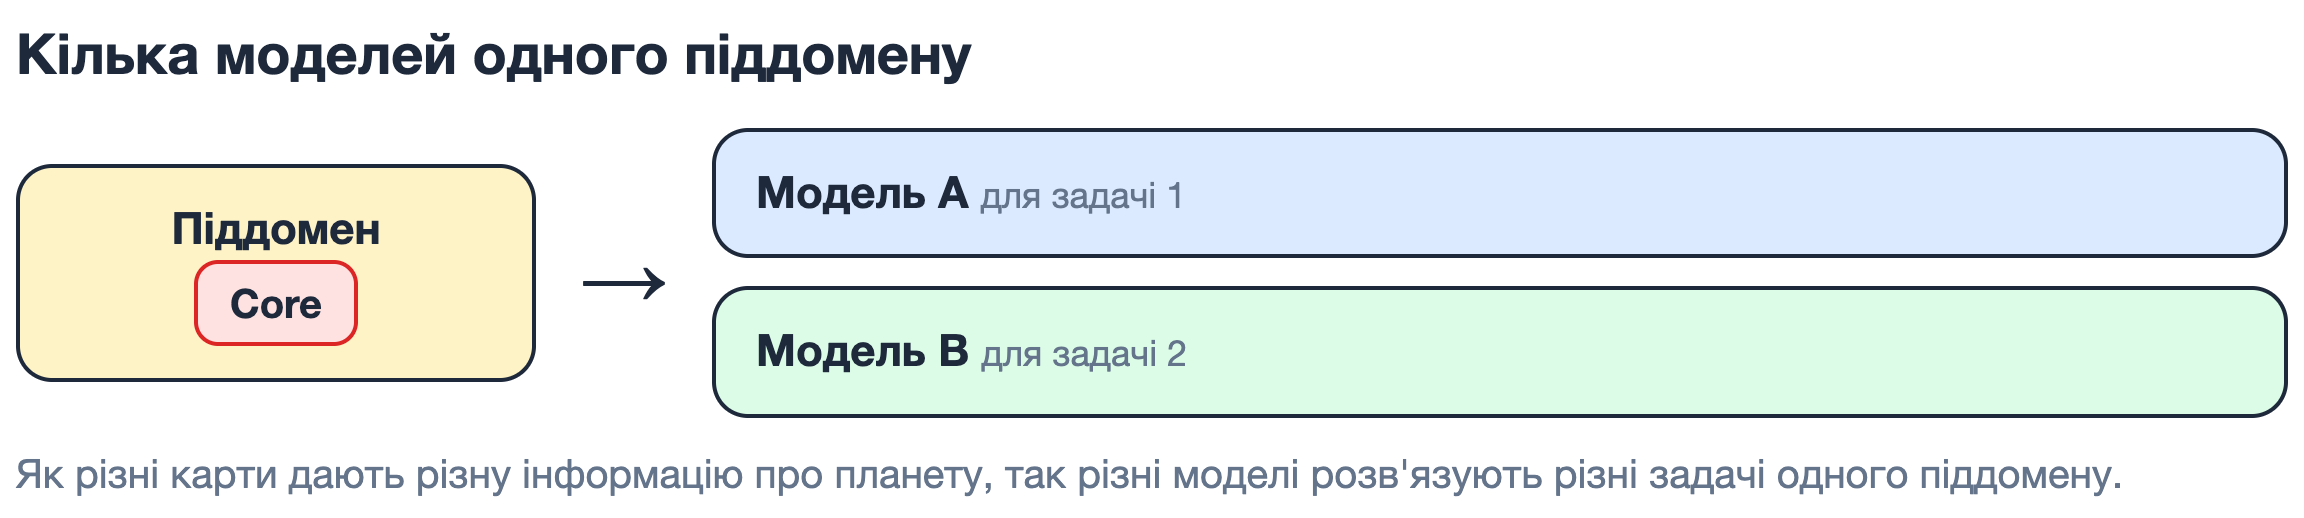 Кілька моделей одного піддомену
Піддомен
Core
→
Модель A для задачі 1
Модель B для задачі 2
Як різні карти дають різну інформацію про планету, так різні моделі розв'язують різні задачі одного піддомену.